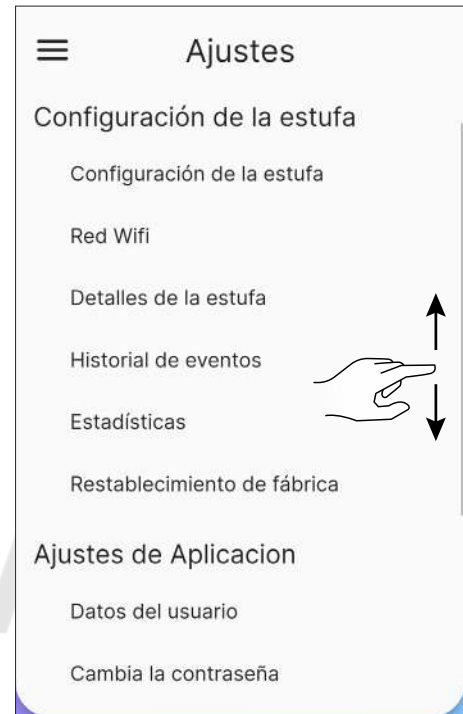 Ajustes
Configuración de la estufa
Configuración de la estufa
Red Wifi
Detalles de la estufa
Historial de eventos
Estadísticas
Restablecimiento de fábrica
Ajustes de Aplicacion
Datos del usuario
Cambia la contraseña